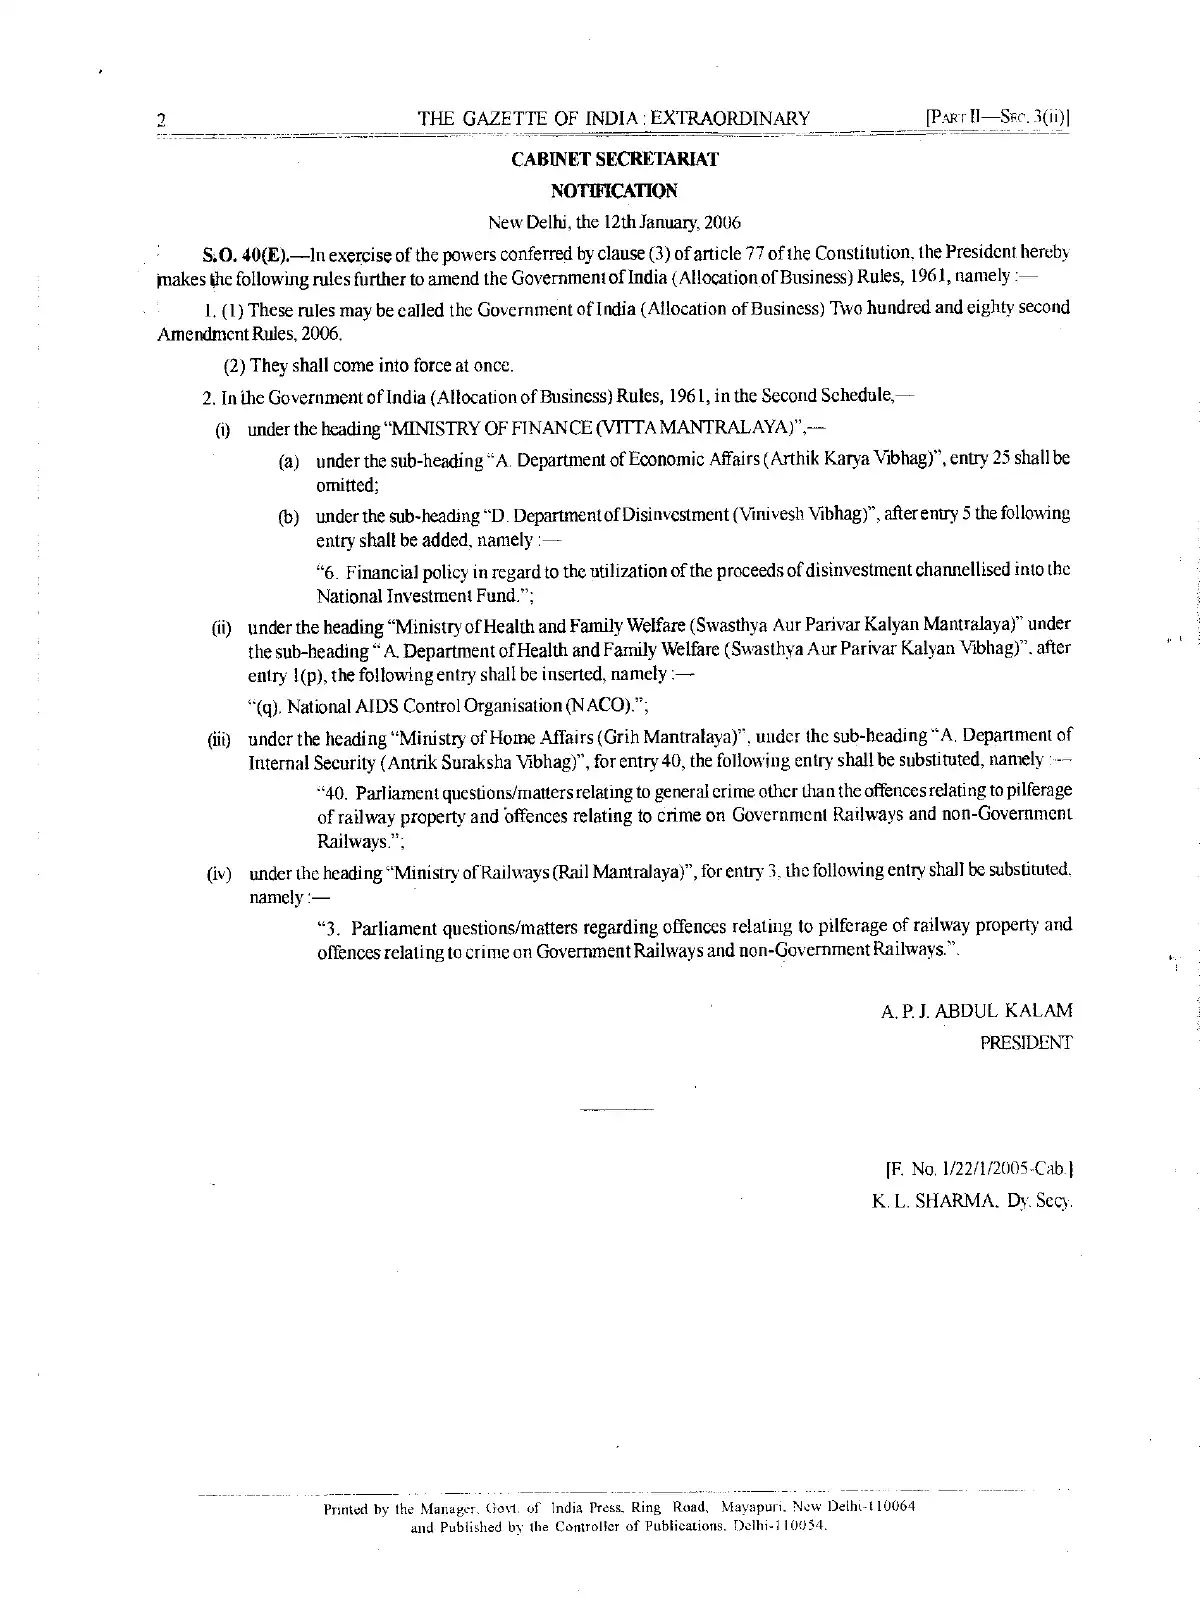 2 THE GAZETTE OF INDIA : EXTRAORDINARY [PART II—SEC. 3(ii)]
CABINET SECRETARIAT
NOTIFICATION
New Delhi, the 12th January, 2006
S.O. 40(E).—In exercise of the powers conferred by clause (3) of article 77 of the Constitution, the President hereby
makes the following rules further to amend the Government of India (Allocation of Business) Rules, 1961, namely :—
1. (1) These rules may be called the Government of India (Allocation of Business) Two hundred and eighty second
Amendment Rules, 2006.
(2) They shall come into force at once.
2. In the Government of India (Allocation of Business) Rules, 1961, in the Second Schedule,—
(i) under the heading “MINISTRY OF FINANCE (VITTA MANTRALAYA)”,—
(a) under the sub-heading “A. Department of Economic Affairs (Arthik Karya Vibhag)”, entry 25 shall be
omitted;
(b) under the sub-heading “D. Department of Disinvestment (Vinivesh Vibhag)”, after entry 5 the following
entry shall be added, namely :—
“6. Financial policy in regard to the utilization of the proceeds of disinvestment channellised into the
National Investment Fund.”;
(ii) under the heading “Ministry of Health and Family Welfare (Swasthya Aur Parivar Kalyan Mantralaya)” under
the sub-heading “A. Department of Health and Family Welfare (Swasthya Aur Parivar Kalyan Vibhag)”, after
entry 1(p), the following entry shall be inserted, namely :—
“(q). National AIDS Control Organisation (NACO).”;
(iii) under the heading “Ministry of Home Affairs (Grih Mantralaya)”, under the sub-heading “A. Department of
Internal Security (Antrik Suraksha Vibhag)”, for entry 40, the following entry shall be substituted, namely :—
“40. Parliament questions/matters relating to general crime other than the offences relating to pilferage
of railway property and offences relating to crime on Government Railways and non-Government
Railways.”;
(iv) under the heading “Ministry of Railways (Rail Mantralaya)”, for entry 3, the following entry shall be substituted,
namely :—
“3. Parliament questions/matters regarding offences relating to pilferage of railway property and
offences relating to crime on Government Railways and non-Government Railways.”.
A. P. J. ABDUL KALAM
PRESIDENT
[F. No. 1/22/1/2005-Cab.]
K. L. SHARMA, Dy. Secy.
Printed by the Manager, Govt. of India Press, Ring Road, Mayapuri, New Delhi-110064
and Published by the Controller of Publications, Delhi-110054.